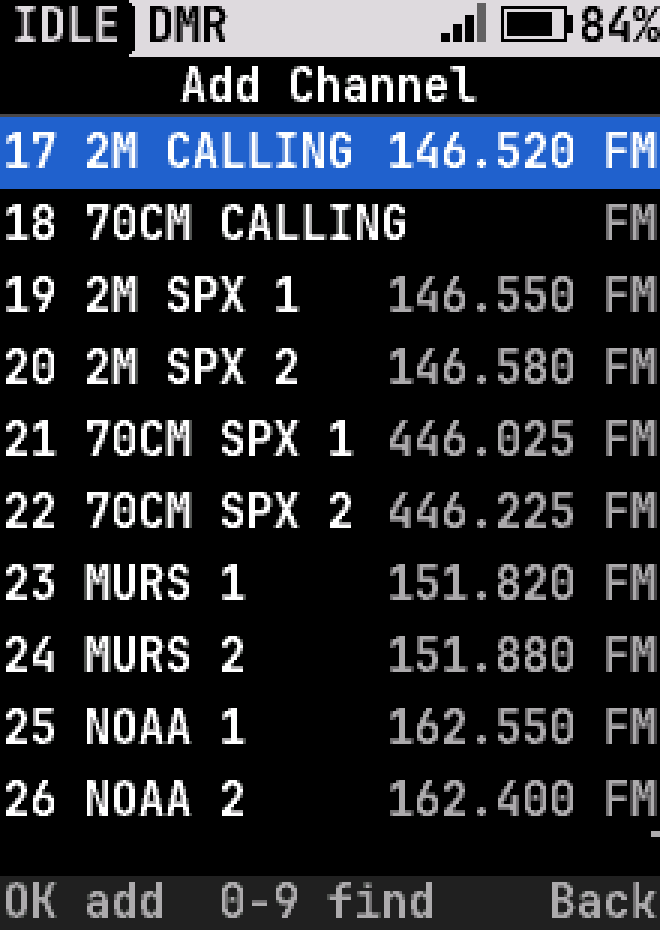 IDLE DMR 84%
Add Channel
17 2M CALLING 146.520 FM
18 70CM CALLING FM
19 2M SPX 1 146.550 FM
20 2M SPX 2 146.580 FM
21 70CM SPX 1 446.025 FM
22 70CM SPX 2 446.225 FM
23 MURS 1 151.820 FM
24 MURS 2 151.880 FM
25 NOAA 1 162.550 FM
26 NOAA 2 162.400 FM
OK add 0-9 find Back